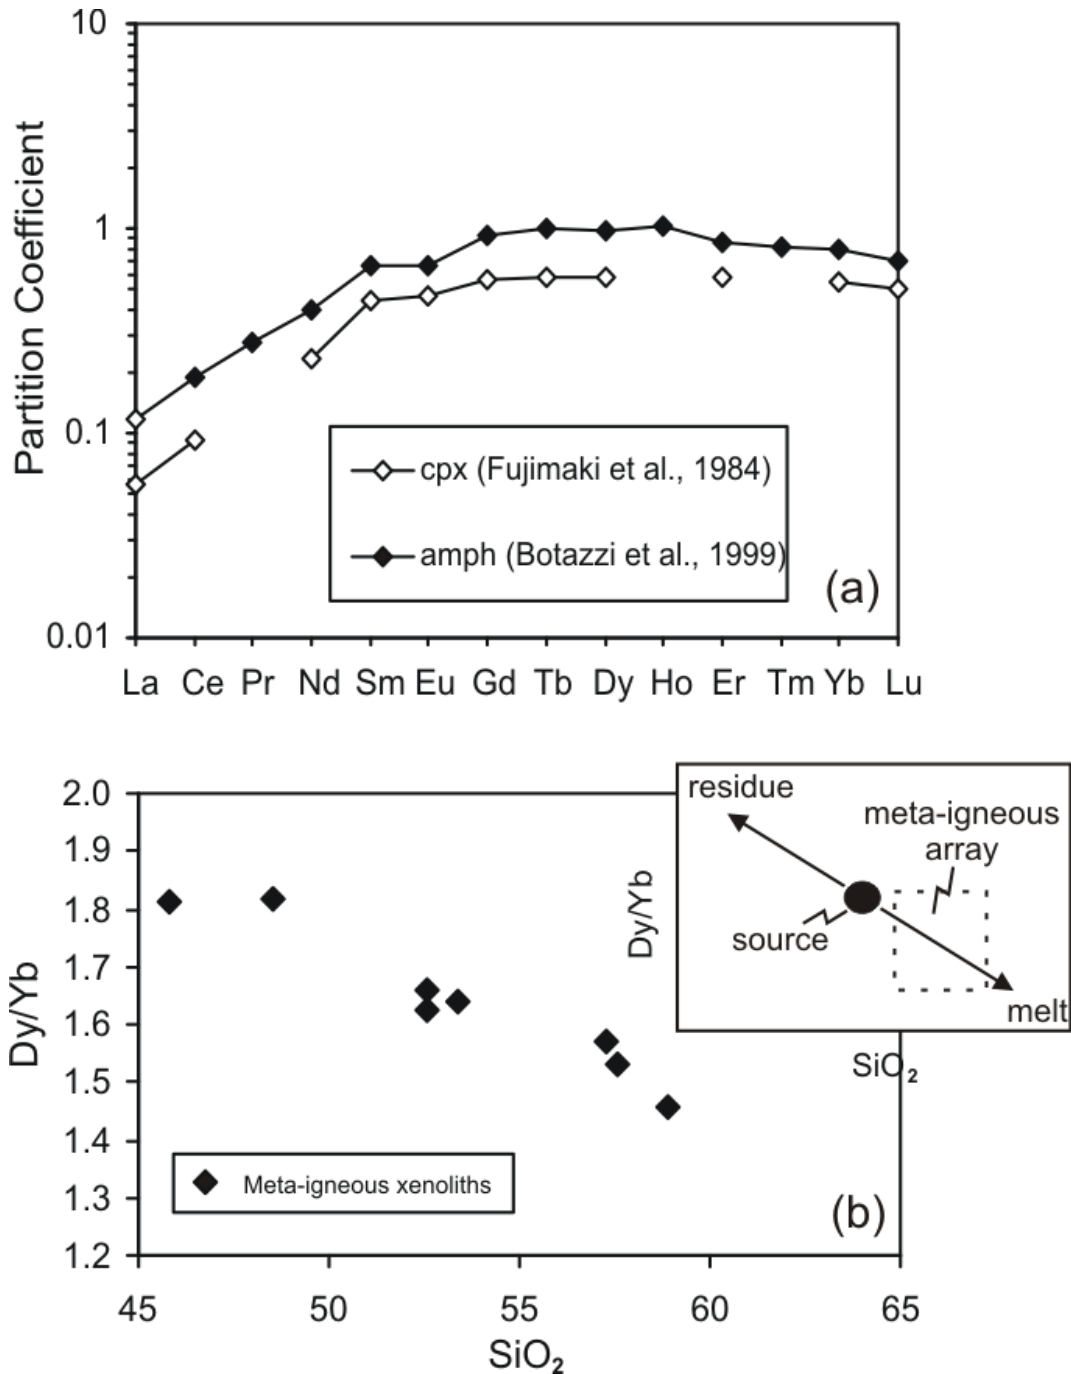 10
1
0.1
0.01
Partition Coefficient
cpx (Fujimaki et al., 1984)
amph (Botazzi et al., 1999)
(a)
La Ce Pr Nd Sm Eu Gd Tb Dy Ho Er Tm Yb Lu
2.0
1.9
1.8
1.7
1.6
1.5
1.4
1.3
1.2
Dy/Yb
residue
meta-igneous
array
source
melt
Dy/Yb
SiO₂
Meta-igneous xenoliths
(b)
45 50 55 60 65
SiO₂